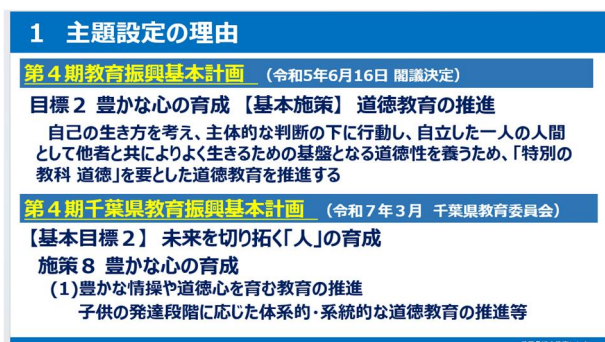 1 主題設定の理由
第4期教育振興基本計画 (令和5年6月16日 閣議決定)
目標2 豊かな心の育成 【基本施策】 道徳教育の推進
自己の生き方を考え、主体的な判断の下に行動し、自立した一人の人間
として他者と共によりよく生きるための基盤となる道徳性を養うため、「特別の
教科 道徳」を要とした道徳教育を推進する
第4期千葉県教育振興基本計画 (令和7年3月 千葉県教育委員会)
【基本目標2】 未来を切り拓く「人」の育成
施策8 豊かな心の育成
(1)豊かな情操や道徳心を育む教育の推進
子供の発達段階に応じた体系的・系統的な道徳教育の推進等